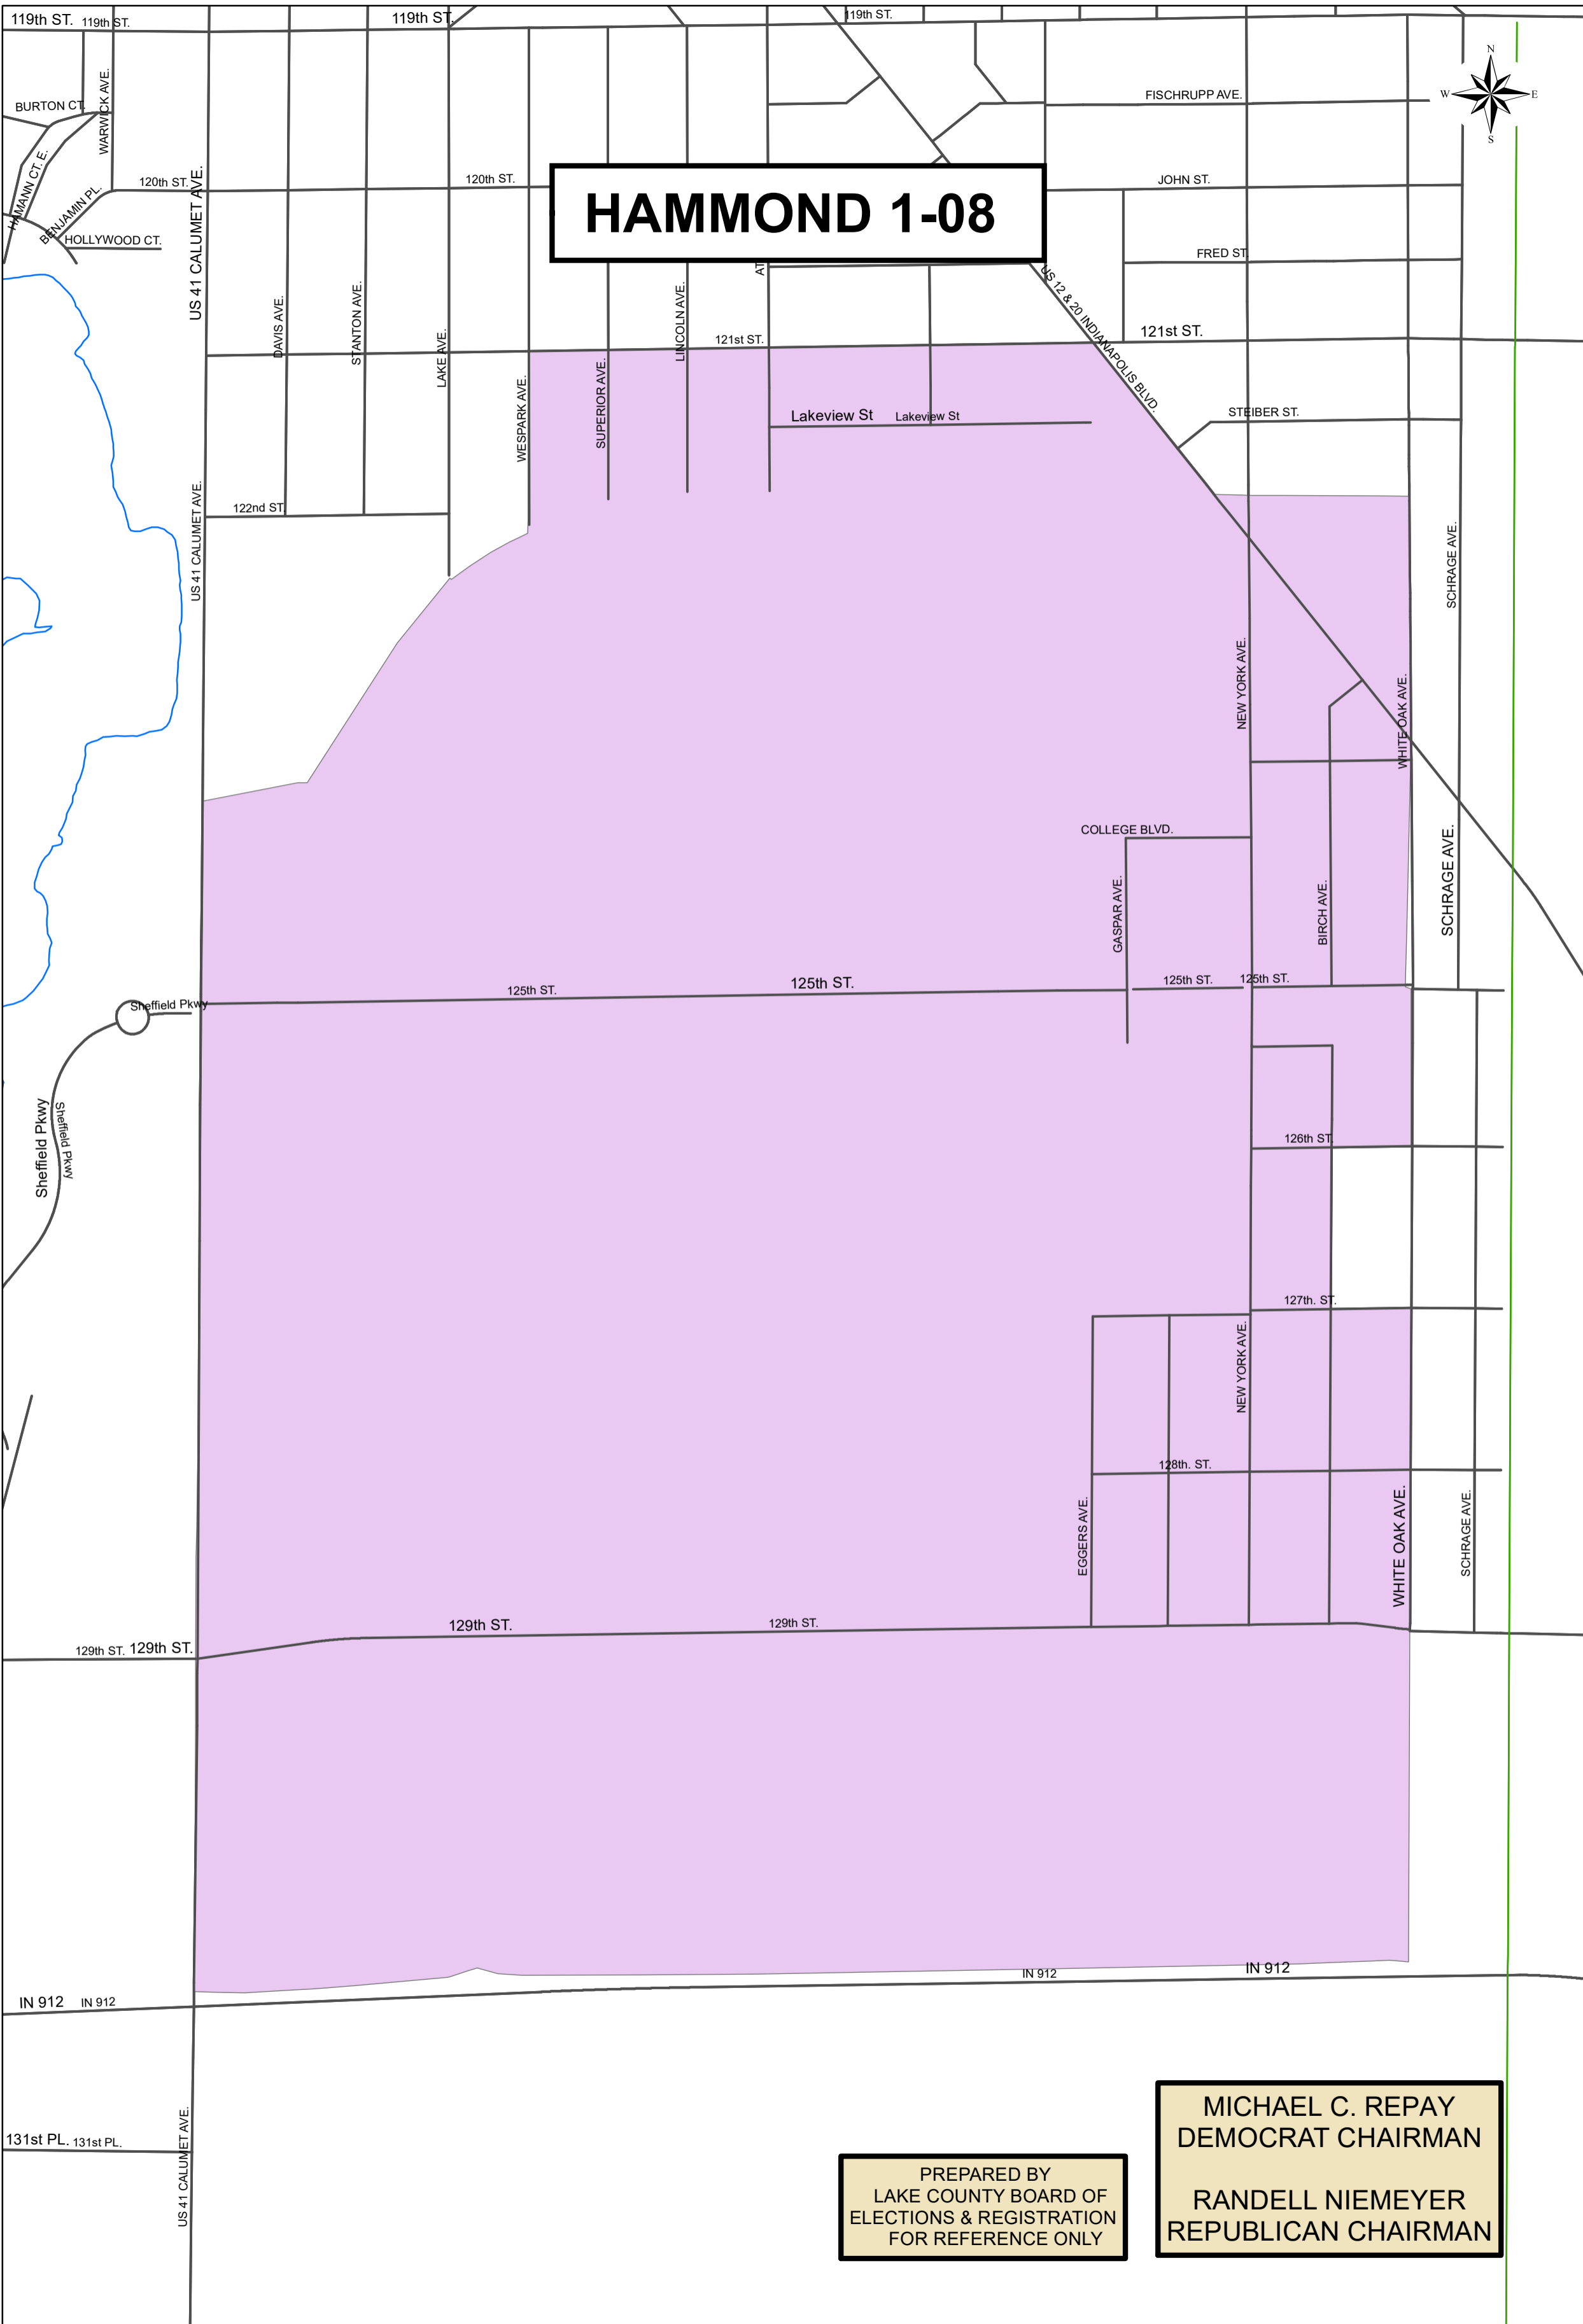 119th ST.
119th ST.
119th ST.
119th ST.
N
W
E
S
BURTON CT.
WARWICK AVE.
FISCHRUPP AVE.
HAMANN CT. E.
BENJAMIN PL.
120th ST.
120th ST.
JOHN ST.
HAMMOND 1-08
HOLLYWOOD CT.
US 41 CALUMET AVE.
FRED ST.
AT
US 12 & 20 INDIANAPOLIS BLVD.
DAVIS AVE.
STANTON AVE.
LAKE AVE.
LINCOLN AVE.
121st ST.
121st ST.
WESPARK AVE.
SUPERIOR AVE.
Lakeview St
Lakeview St
STEIBER ST.
122nd ST.
US 41 CALUMET AVE.
SCHRAGE AVE.
NEW YORK AVE.
WHITE OAK AVE.
COLLEGE BLVD.
GASPAR AVE.
BIRCH AVE.
SCHRAGE AVE.
125th ST.
125th ST.
125th ST.
125th ST.
Sheffield Pkwy
Sheffield Pkwy
Sheffield Pkwy
126th ST.
127th. ST.
NEW YORK AVE.
128th. ST.
EGGERS AVE.
WHITE OAK AVE.
SCHRAGE AVE.
129th ST.
129th ST.
129th ST.
129th ST.
IN 912
IN 912
IN 912
IN 912
131st PL.
131st PL.
US 41 CALUMET AVE.
PREPARED BY
LAKE COUNTY BOARD OF
ELECTIONS & REGISTRATION
FOR REFERENCE ONLY
MICHAEL C. REPAY
DEMOCRAT CHAIRMAN
RANDELL NIEMEYER
REPUBLICAN CHAIRMAN